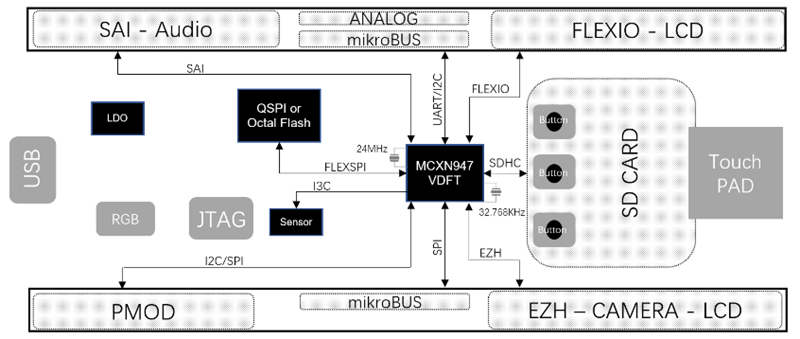 SAI - Audio
ANALOG
mikroBUS
FLEXIO - LCD
SAI
UART/I2C
FLEXIO
LDO
QSPI or
Octal Flash
Button
USB
24MHz
MCXN947
VDFT
FLEXSPI
SDHC
Button
SD CARD
Touch
PAD
I3C
32.768KHz
RGB
JTAG
Sensor
Button
SPI
EZH
I2C/SPI
PMOD
mikroBUS
EZH – CAMERA - LCD